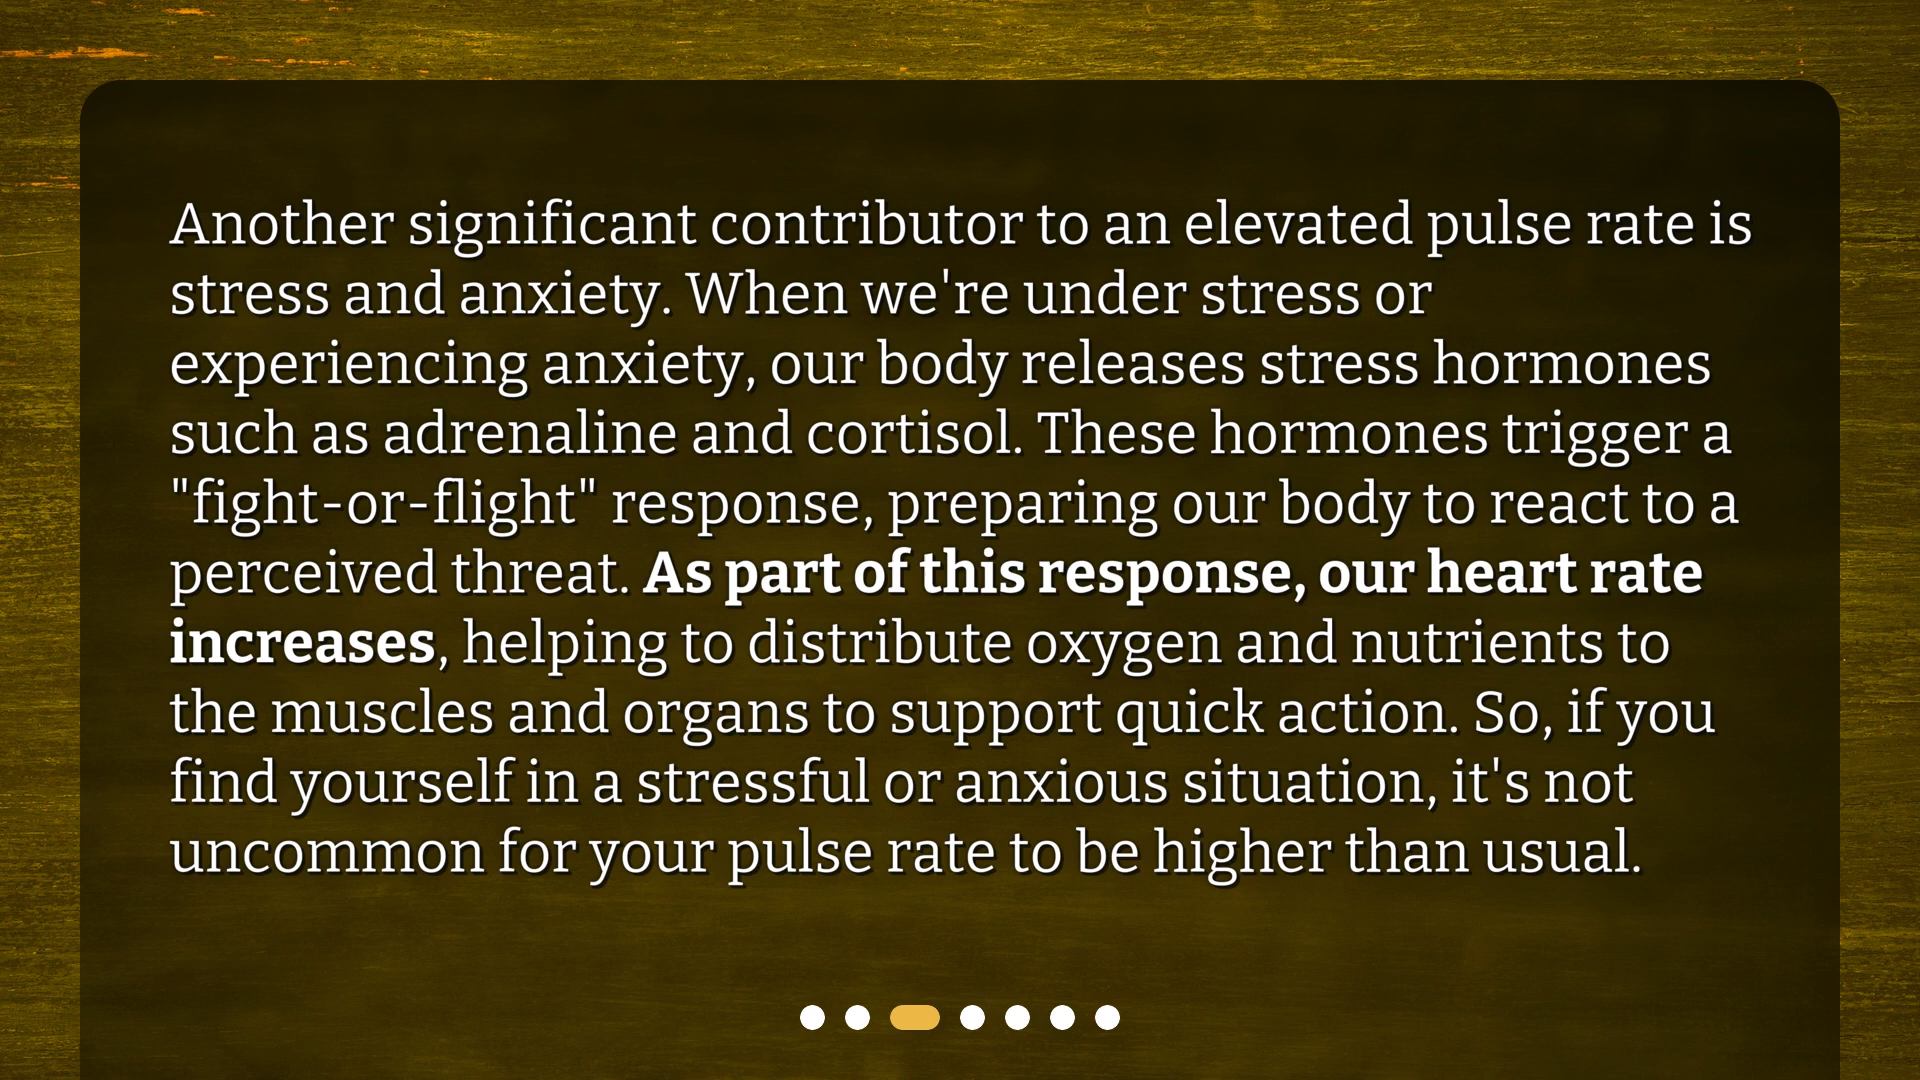 Another significant contributor to an elevated pulse rate is
stress and anxiety. When we're under stress or
experiencing anxiety, our body releases stress hormones
such as adrenaline and cortisol. These hormones trigger a
"fight-or-flight" response, preparing our body to react to a
perceived threat. As part of this response, our heart rate
increases, helping to distribute oxygen and nutrients to
the muscles and organs to support quick action. So, if you
find yourself in a stressful or anxious situation, it's not
uncommon for your pulse rate to be higher than usual.